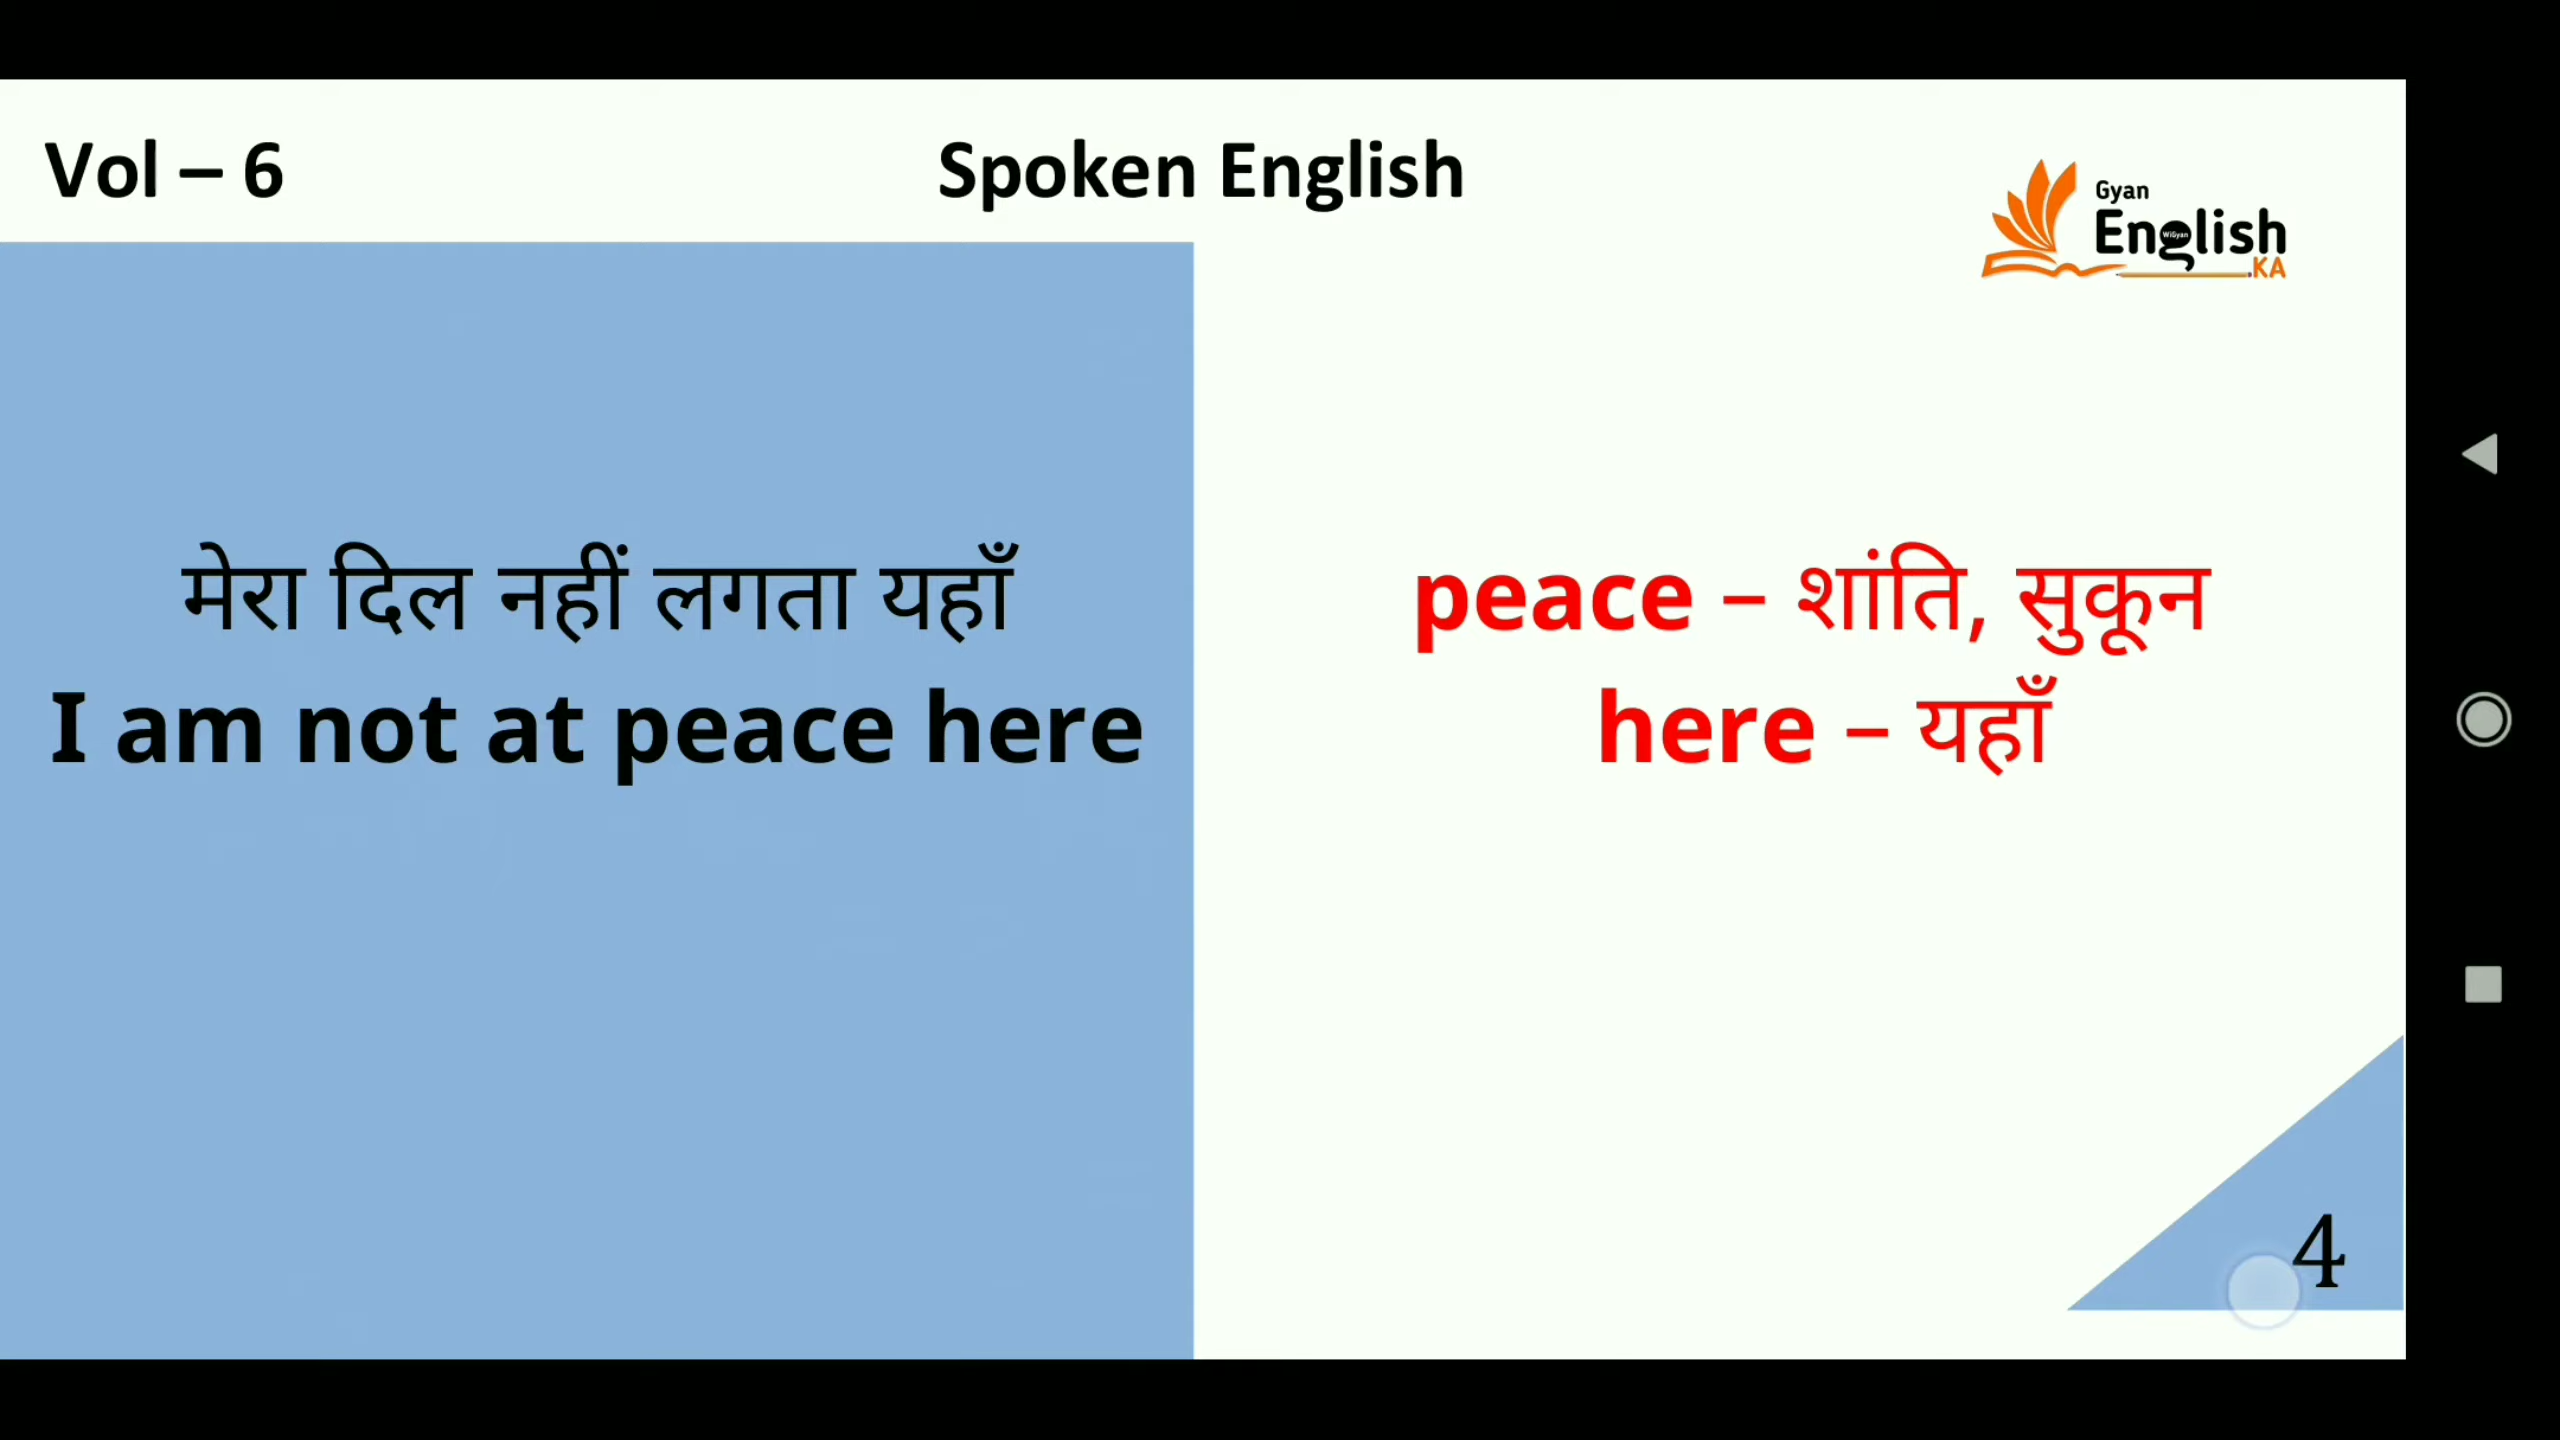 Vol – 6
Spoken English
Gyan
English
WiGyan
KA
मेरा दिल नहीं लगता यहाँ
I am not at peace here
peace – शांति, सुकून
here – यहाँ
4